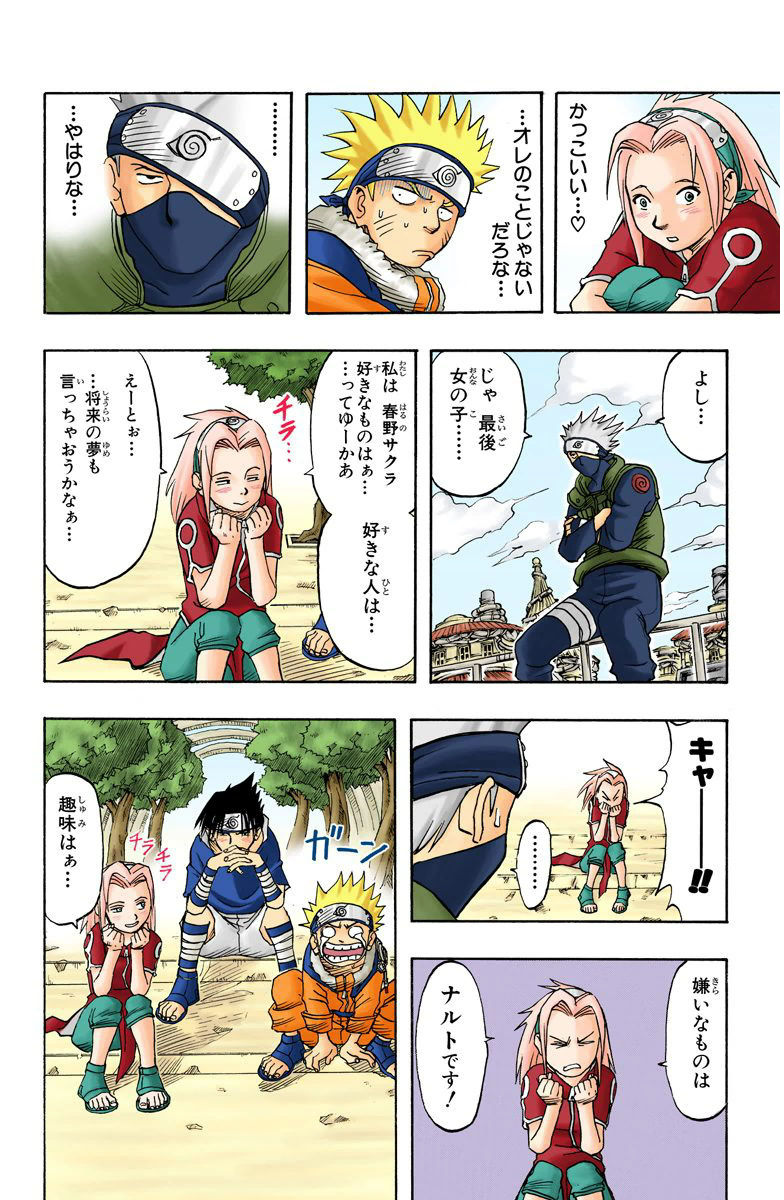 かっこいい…♡
…オレのことじゃない
だろな…
………
…やはりな…
よし…
じゃ 最後
女の子……
私は 春野サクラ
好きなものはぁ…
…ってゆーかあ
好きな人は…
チラ…
えーとぉ…
…将来の夢も
言っちゃおうかなぁ…
キャーー!!
………
嫌いなものは
ナルトです!
ガーン
チラチラ
趣味はぁ…